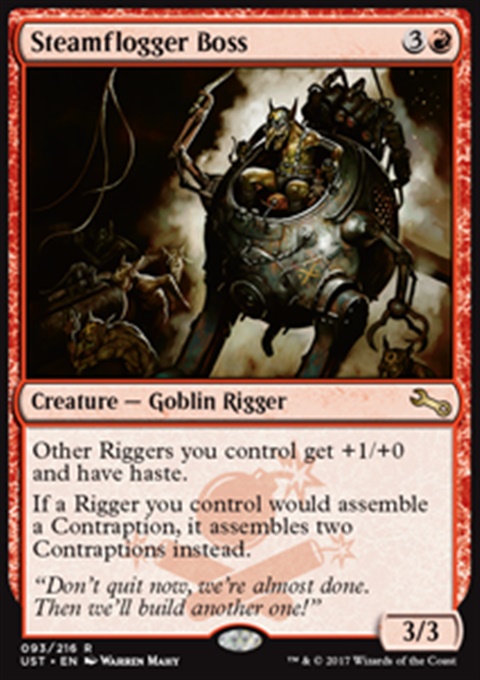 Steamflogger Boss 3
Creature — Goblin Rigger
Other Riggers you control get +1/+0
and have haste.
If a Rigger you control would assemble
a Contraption, it assembles two
Contraptions instead.
“Don’t quit now, we’re almost done.
Then we’ll build another one!”
3/3
093/216 R
UST • EN Warren Mahy
™ & © 2017 Wizards of the Coast